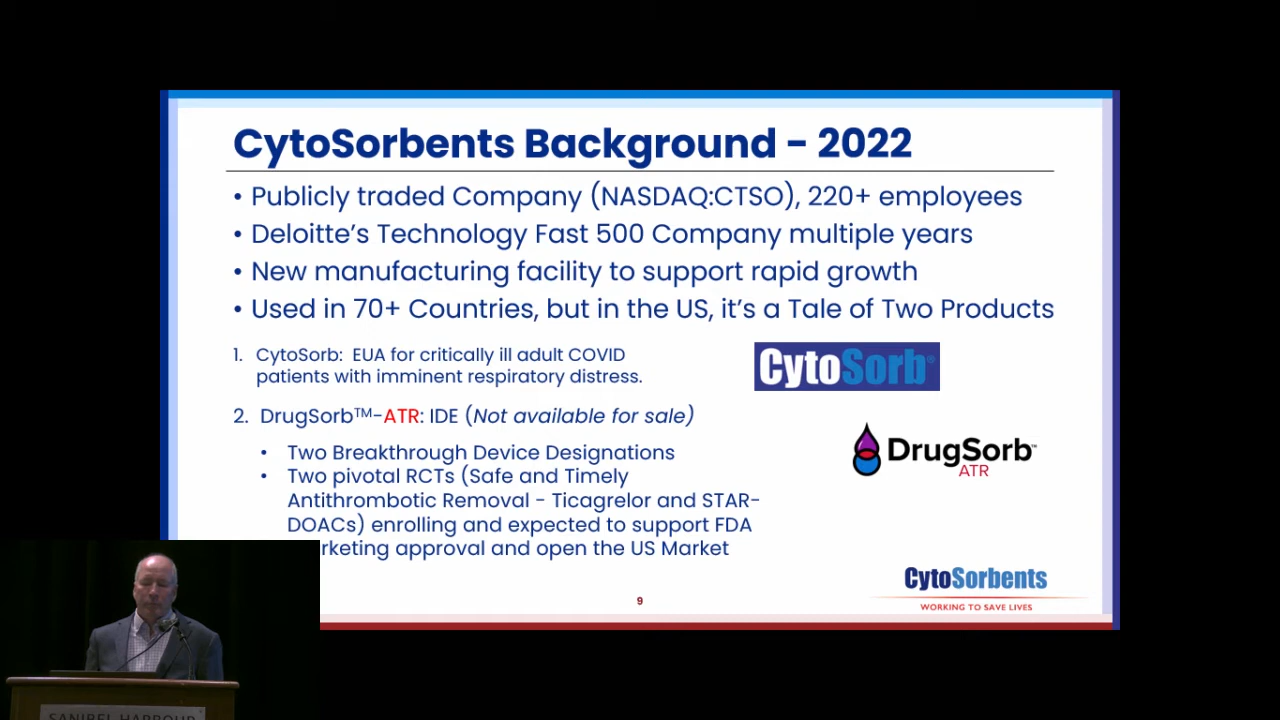 CytoSorbents Background - 2022
• Publicly traded Company (NASDAQ:CTSO), 220+ employees
• Deloitte’s Technology Fast 500 Company multiple years
• New manufacturing facility to support rapid growth
• Used in 70+ Countries, but in the US, it’s a Tale of Two Products
1. CytoSorb: EUA for critically ill adult COVID
patients with imminent respiratory distress.
CytoSorb®
2. DrugSorb™-ATR: IDE (Not available for sale)
DrugSorb™
ATR
• Two Breakthrough Device Designations
• Two pivotal RCTs (Safe and Timely
Antithrombotic Removal - Ticagrelor and STAR-
DOACs) enrolling and expected to support FDA
rketing approval and open the US Market
CytoSorbents
WORKING TO SAVE LIVES
9
SANIBEL HARBOUR